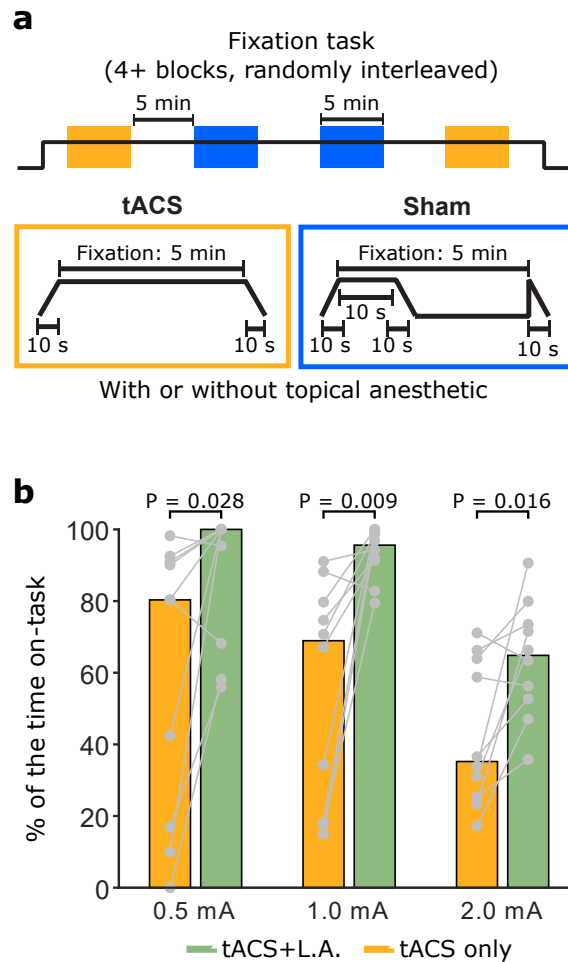 a
Fixation task
(4+ blocks, randomly interleaved)
5 min
5 min
tACS
Sham
Fixation: 5 min
10 s
10 s
Fixation: 5 min
10 s
10 s
10 s
10 s
With or without topical anesthetic
b
P = 0.028
P = 0.009
P = 0.016
% of the time on-task
100
80
60
40
20
0
0.5 mA
1.0 mA
2.0 mA
tACS+L.A.
tACS only